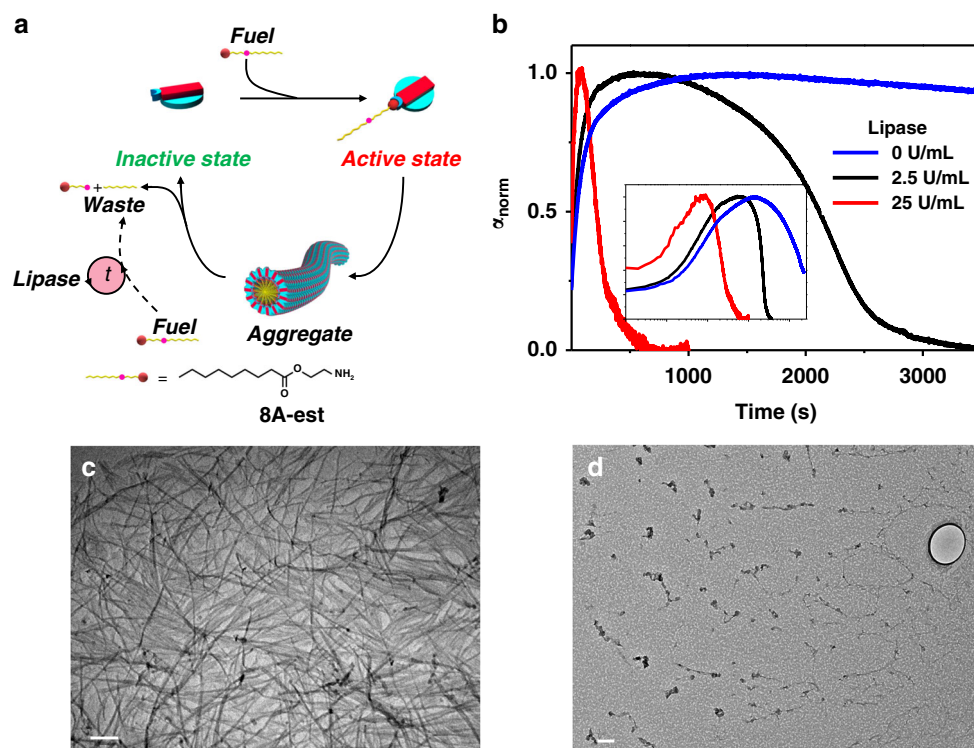 a
Fuel
Inactive state
Active state
+
Waste
Lipase
t
Fuel
Aggregate
=
O
NH₂
O
8A-est
b
1.0
0.5
0.0
αnorm
Lipase
0 U/mL
2.5 U/mL
25 U/mL
1000
2000
3000
Time (s)
c
d